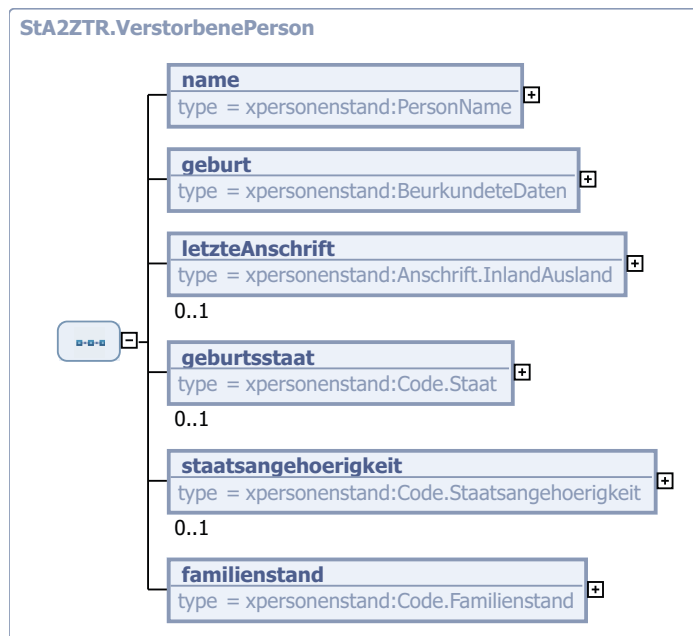 StA2ZTR.VerstorbenePerson
name
type = xpersonenstand:PersonName
geburt
type = xpersonenstand:BeurkundeteDaten
letzteAnschrift
type = xpersonenstand:Anschrift.InlandAusland
0..1
geburtsstaat
type = xpersonenstand:Code.Staat
0..1
staatsangehoerigkeit
type = xpersonenstand:Code.Staatsangehoerigkeit
0..1
familienstand
type = xpersonenstand:Code.Familienstand